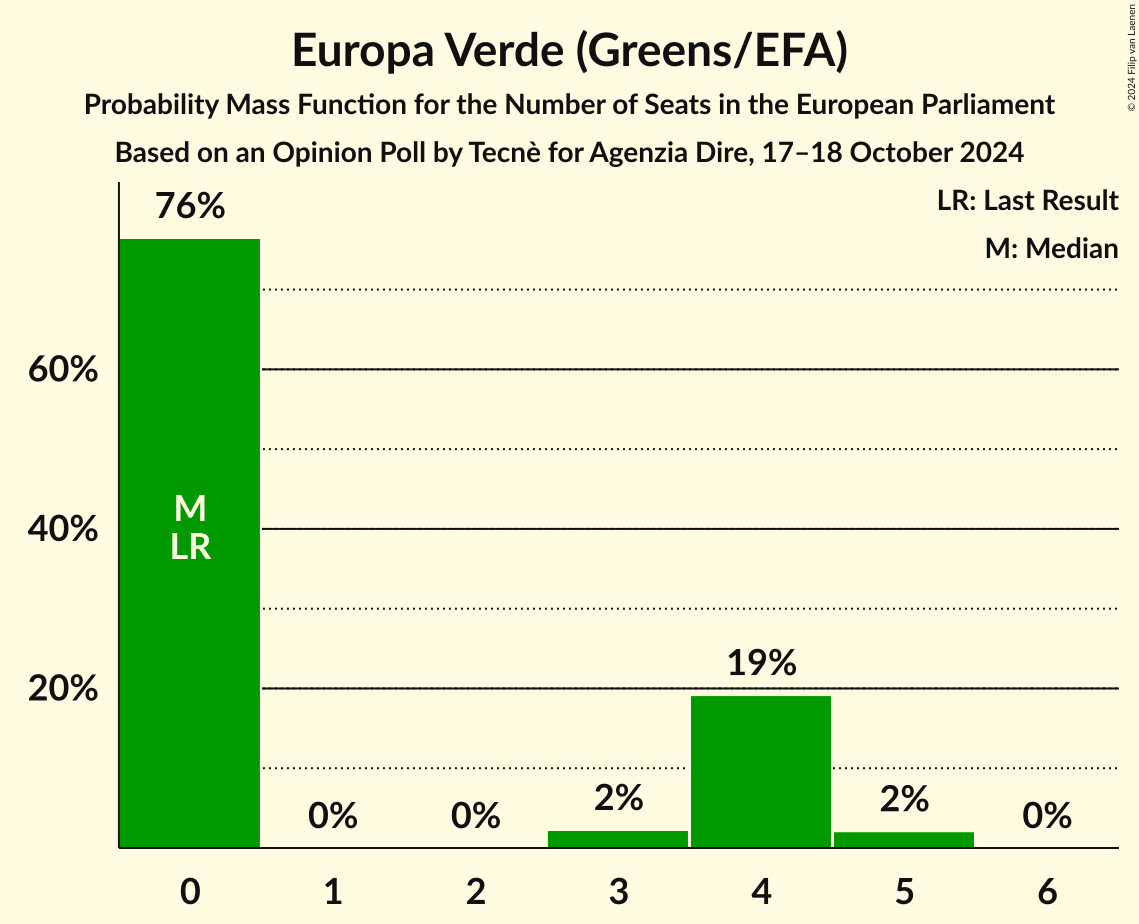 Europa Verde (Greens/EFA)
Probability Mass Function for the Number of Seats in the European Parliament
Based on an Opinion Poll by Tecnè for Agenzia Dire, 17–18 October 2024
© 2024 Filip van Laenen
LR: Last Result
M: Median
76%
60%
40%
20%
M
LR
0%
0%
2%
19%
2%
0%
0
1
2
3
4
5
6